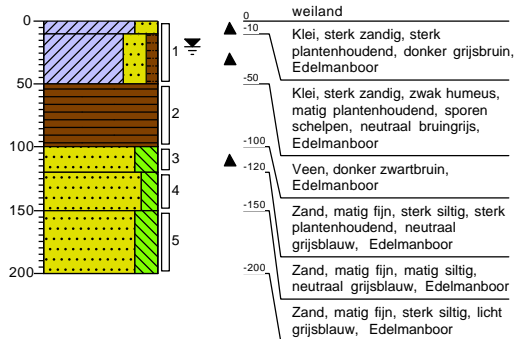 0
50
100
150
200
1
2
3
4
5
0
-10
-50
-100
-120
-150
-200
weiland
Klei, sterk zandig, sterk
plantenhoudend, donker grijsbruin,
Edelmanboor
Klei, sterk zandig, zwak humeus,
matig plantenhoudend, sporen
schelpen, neutraal bruingrijs,
Edelmanboor
Veen, donker zwartbruin,
Edelmanboor
Zand, matig fijn, sterk siltig, sterk
plantenhoudend, neutraal
grijsblauw, Edelmanboor
Zand, matig fijn, matig siltig,
neutraal grijsblauw, Edelmanboor
Zand, matig fijn, sterk siltig, licht
grijsblauw, Edelmanboor